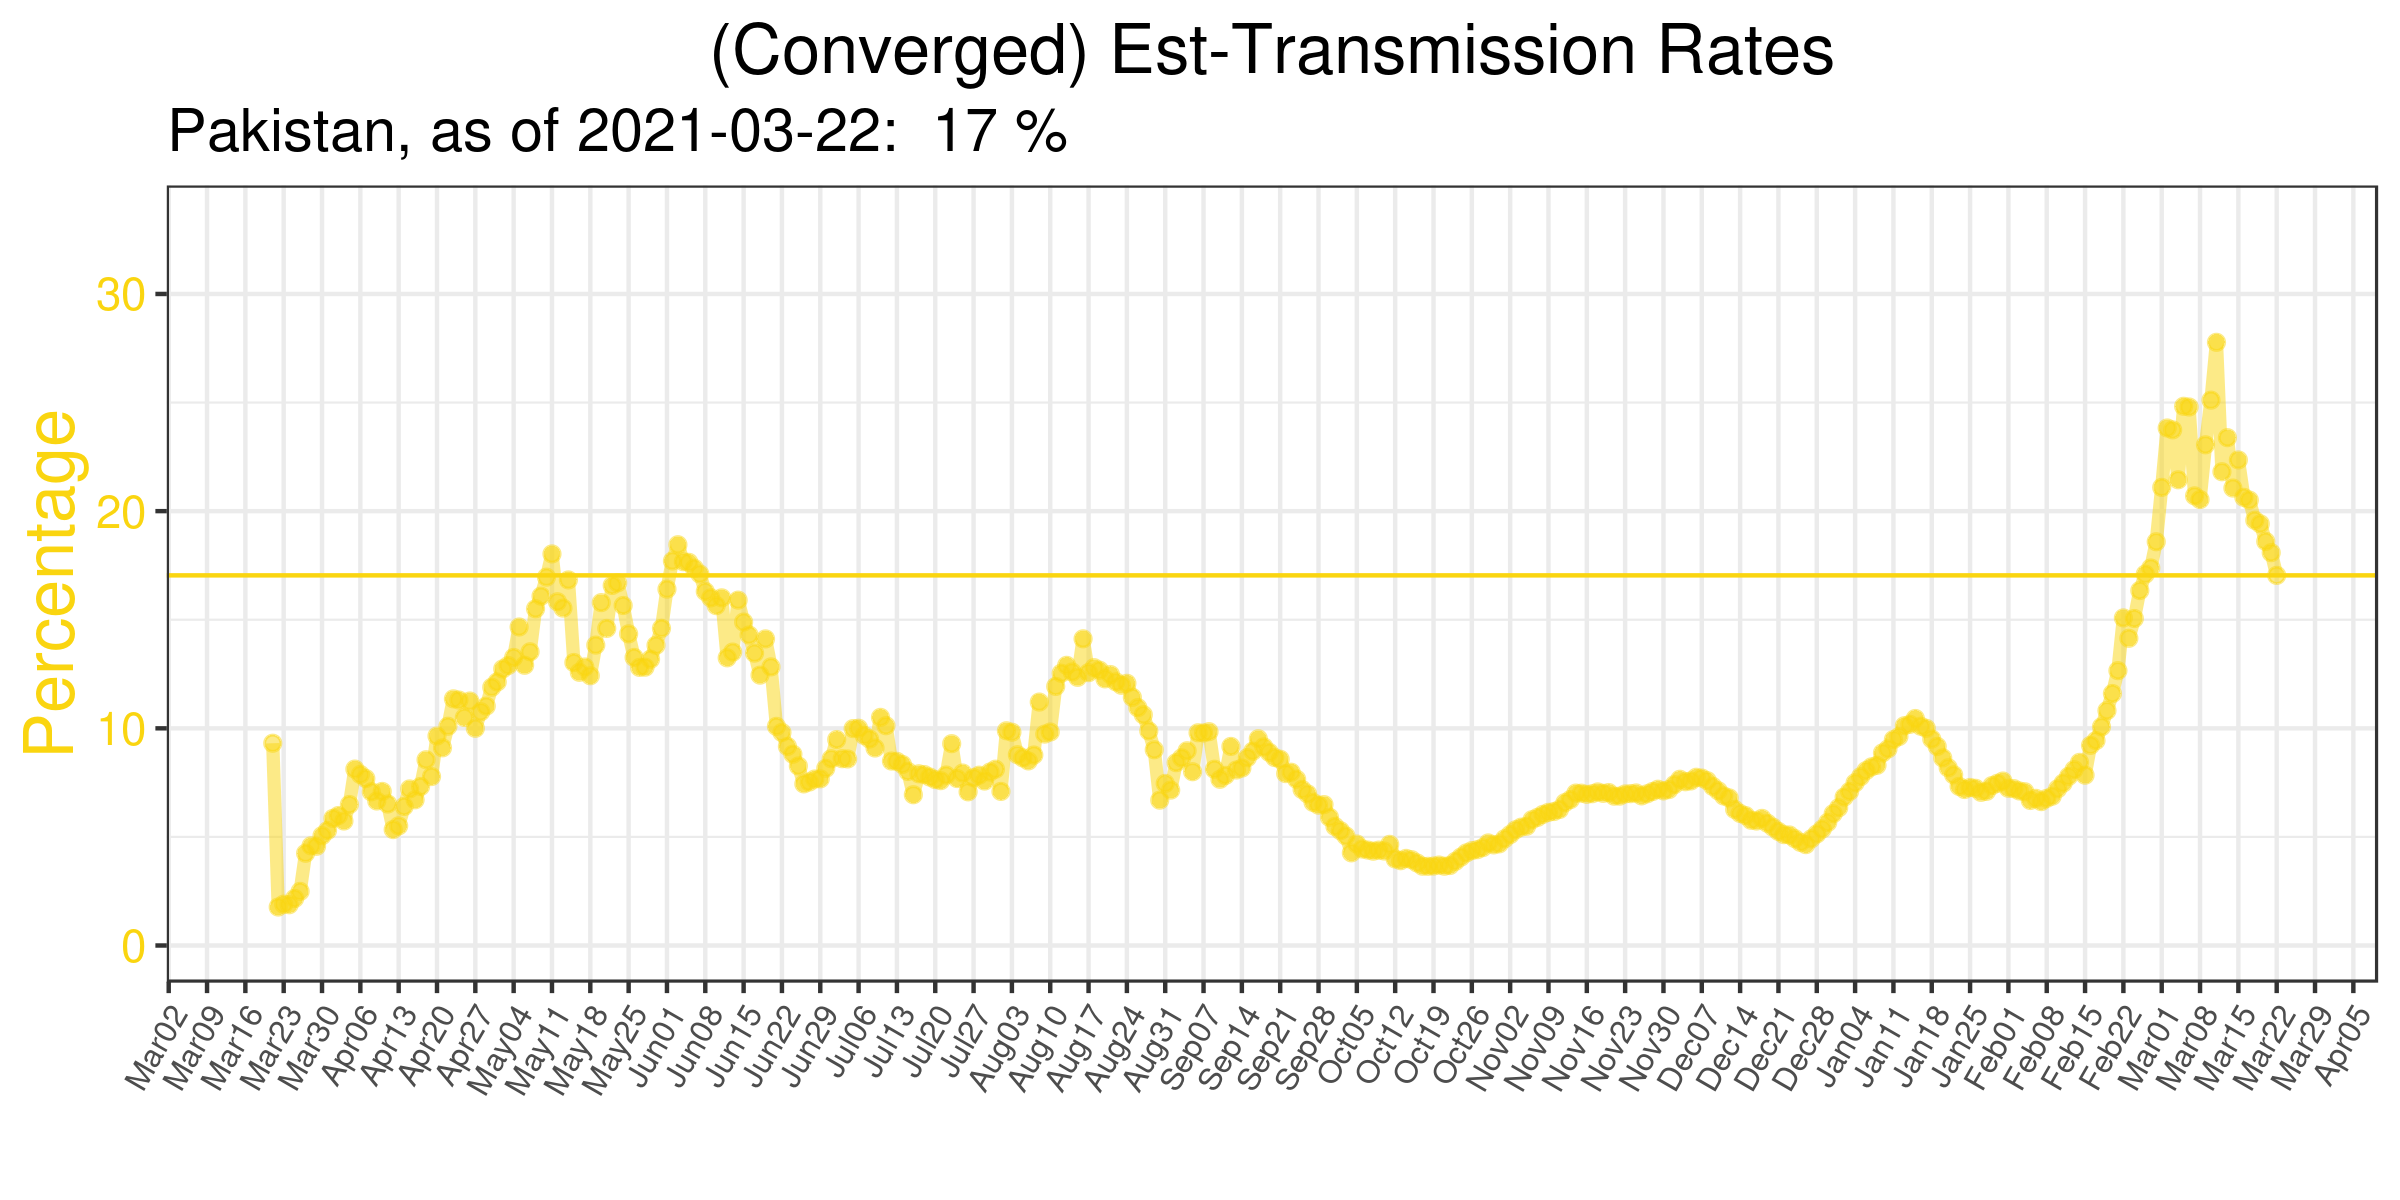 (Converged) Est-Transmission Rates
Pakistan, as of 2021-03-22:  17 %
Percentage
30
20
10
0
Mar02
Mar09
Mar16
Mar23
Mar30
Apr06
Apr13
Apr20
Apr27
May04
May11
May18
May25
Jun01
Jun08
Jun15
Jun22
Jun29
Jul06
Jul13
Jul20
Jul27
Aug03
Aug10
Aug17
Aug24
Aug31
Sep07
Sep14
Sep21
Sep28
Oct05
Oct12
Oct19
Oct26
Nov02
Nov09
Nov16
Nov23
Nov30
Dec07
Dec14
Dec21
Dec28
Jan04
Jan11
Jan18
Jan25
Feb01
Feb08
Feb15
Feb22
Mar01
Mar08
Mar15
Mar22
Mar29
Apr05